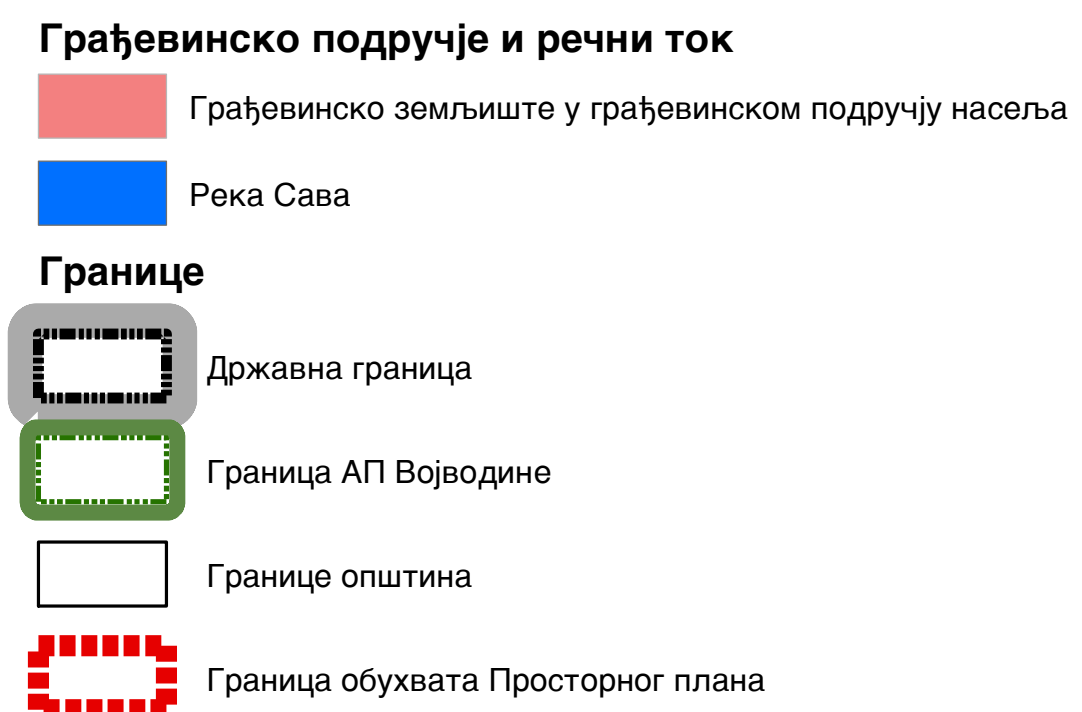 Грађевинско подручје и речни ток
Грађевинско земљиште у грађевинском подручју насеља
Река Сава
Границе
Државна граница
Граница АП Војводине
Границе општина
Граница обухвата Просторног плана